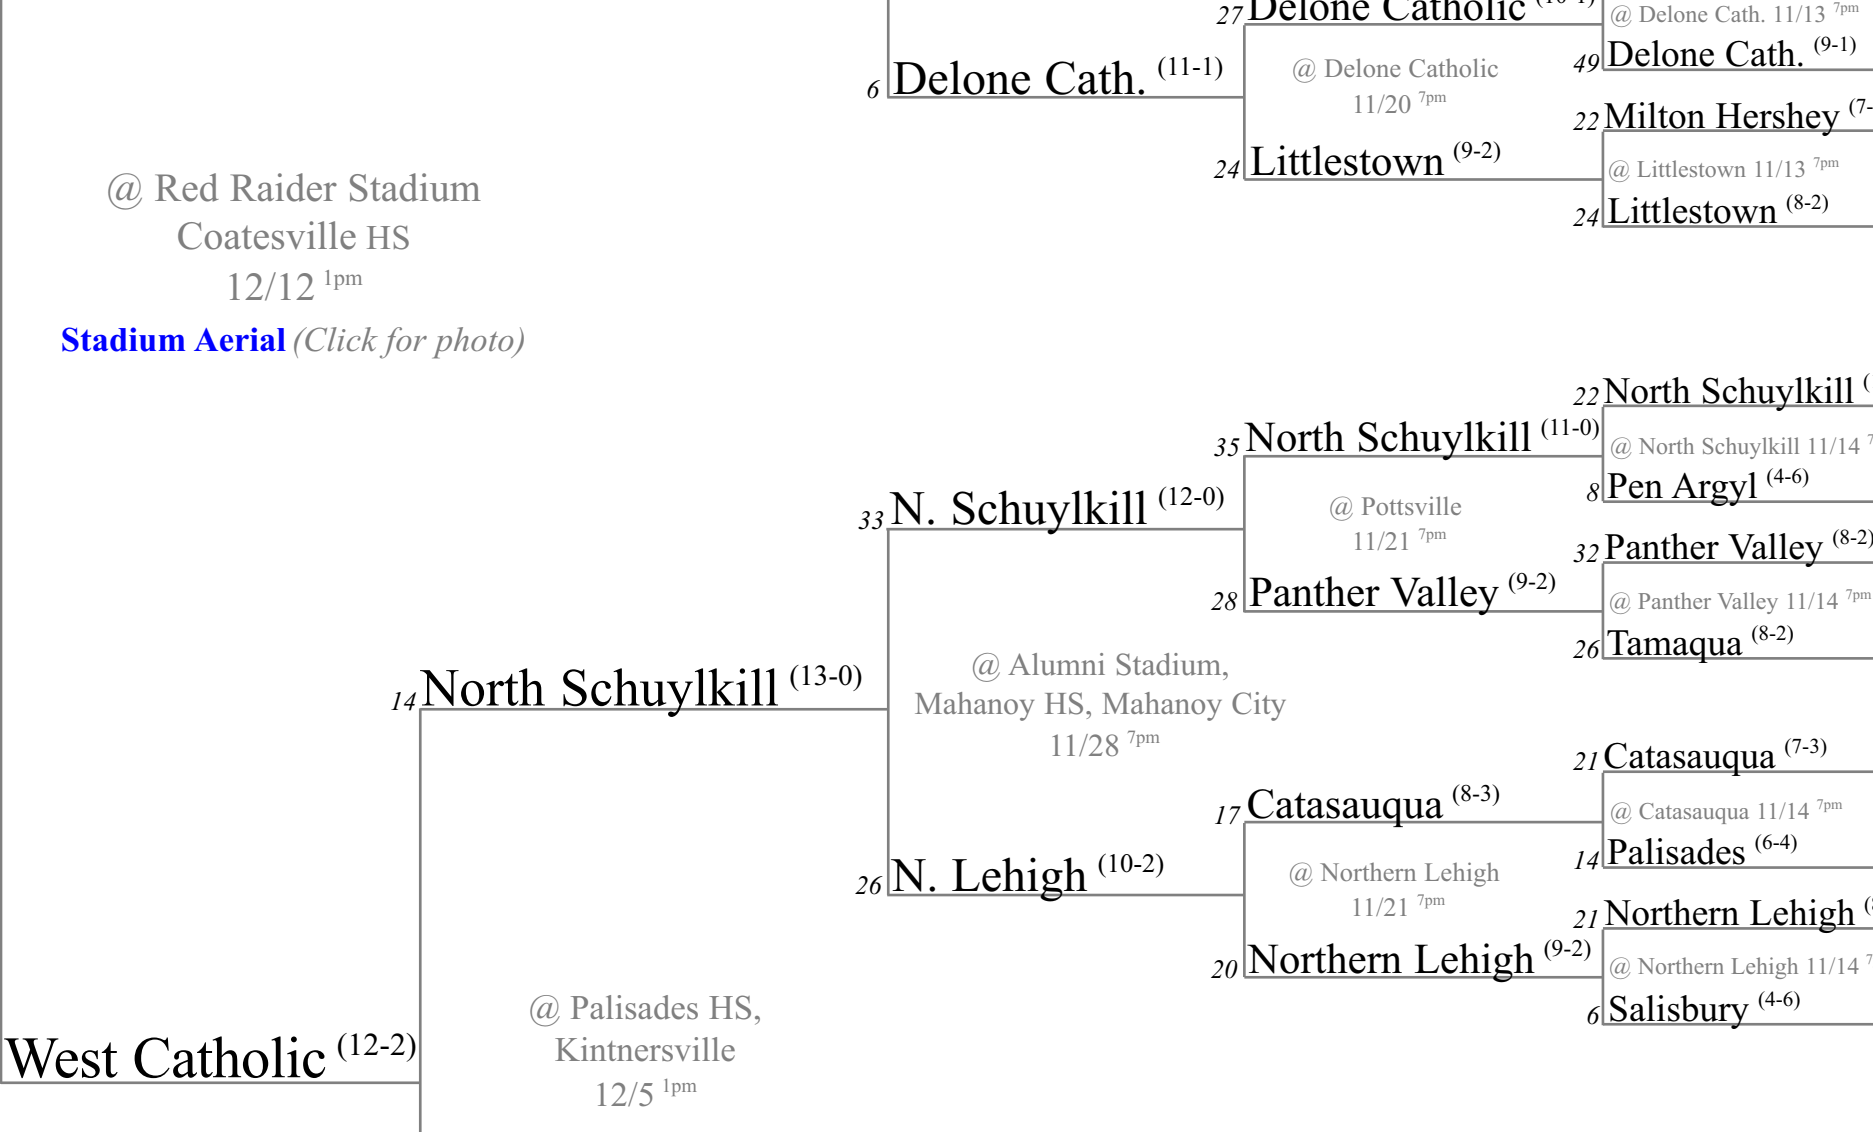 27 Delone Catholic (10-1)
@ Delone Cath. 11/13 7pm
49 Delone Cath. (9-1)
6 Delone Cath. (11-1)
@ Delone Catholic
11/20 7pm
22 Milton Hershey (7-
24 Littlestown (9-2)
@ Littlestown 11/13 7pm
24 Littlestown (8-2)
@ Red Raider Stadium
Coatesville HS
12/12 1pm
Stadium Aerial (Click for photo)
22 North Schuylkill (
35 North Schuylkill (11-0)
@ North Schuylkill 11/14 7
8 Pen Argyl (4-6)
33 N. Schuylkill (12-0)
@ Pottsville
11/21 7pm
32 Panther Valley (8-2)
28 Panther Valley (9-2)
@ Panther Valley 11/14 7pm
26 Tamaqua (8-2)
14 North Schuylkill (13-0)
@ Alumni Stadium,
Mahanoy HS, Mahanoy City
11/28 7pm
21 Catasauqua (7-3)
17 Catasauqua (8-3)
@ Catasauqua 11/14 7pm
14 Palisades (6-4)
26 N. Lehigh (10-2)
@ Northern Lehigh
11/21 7pm
21 Northern Lehigh (8
20 Northern Lehigh (9-2)
@ Northern Lehigh 11/14 7
6 Salisbury (4-6)
@ Palisades HS,
Kintnersville
12/5 1pm
West Catholic (12-2)